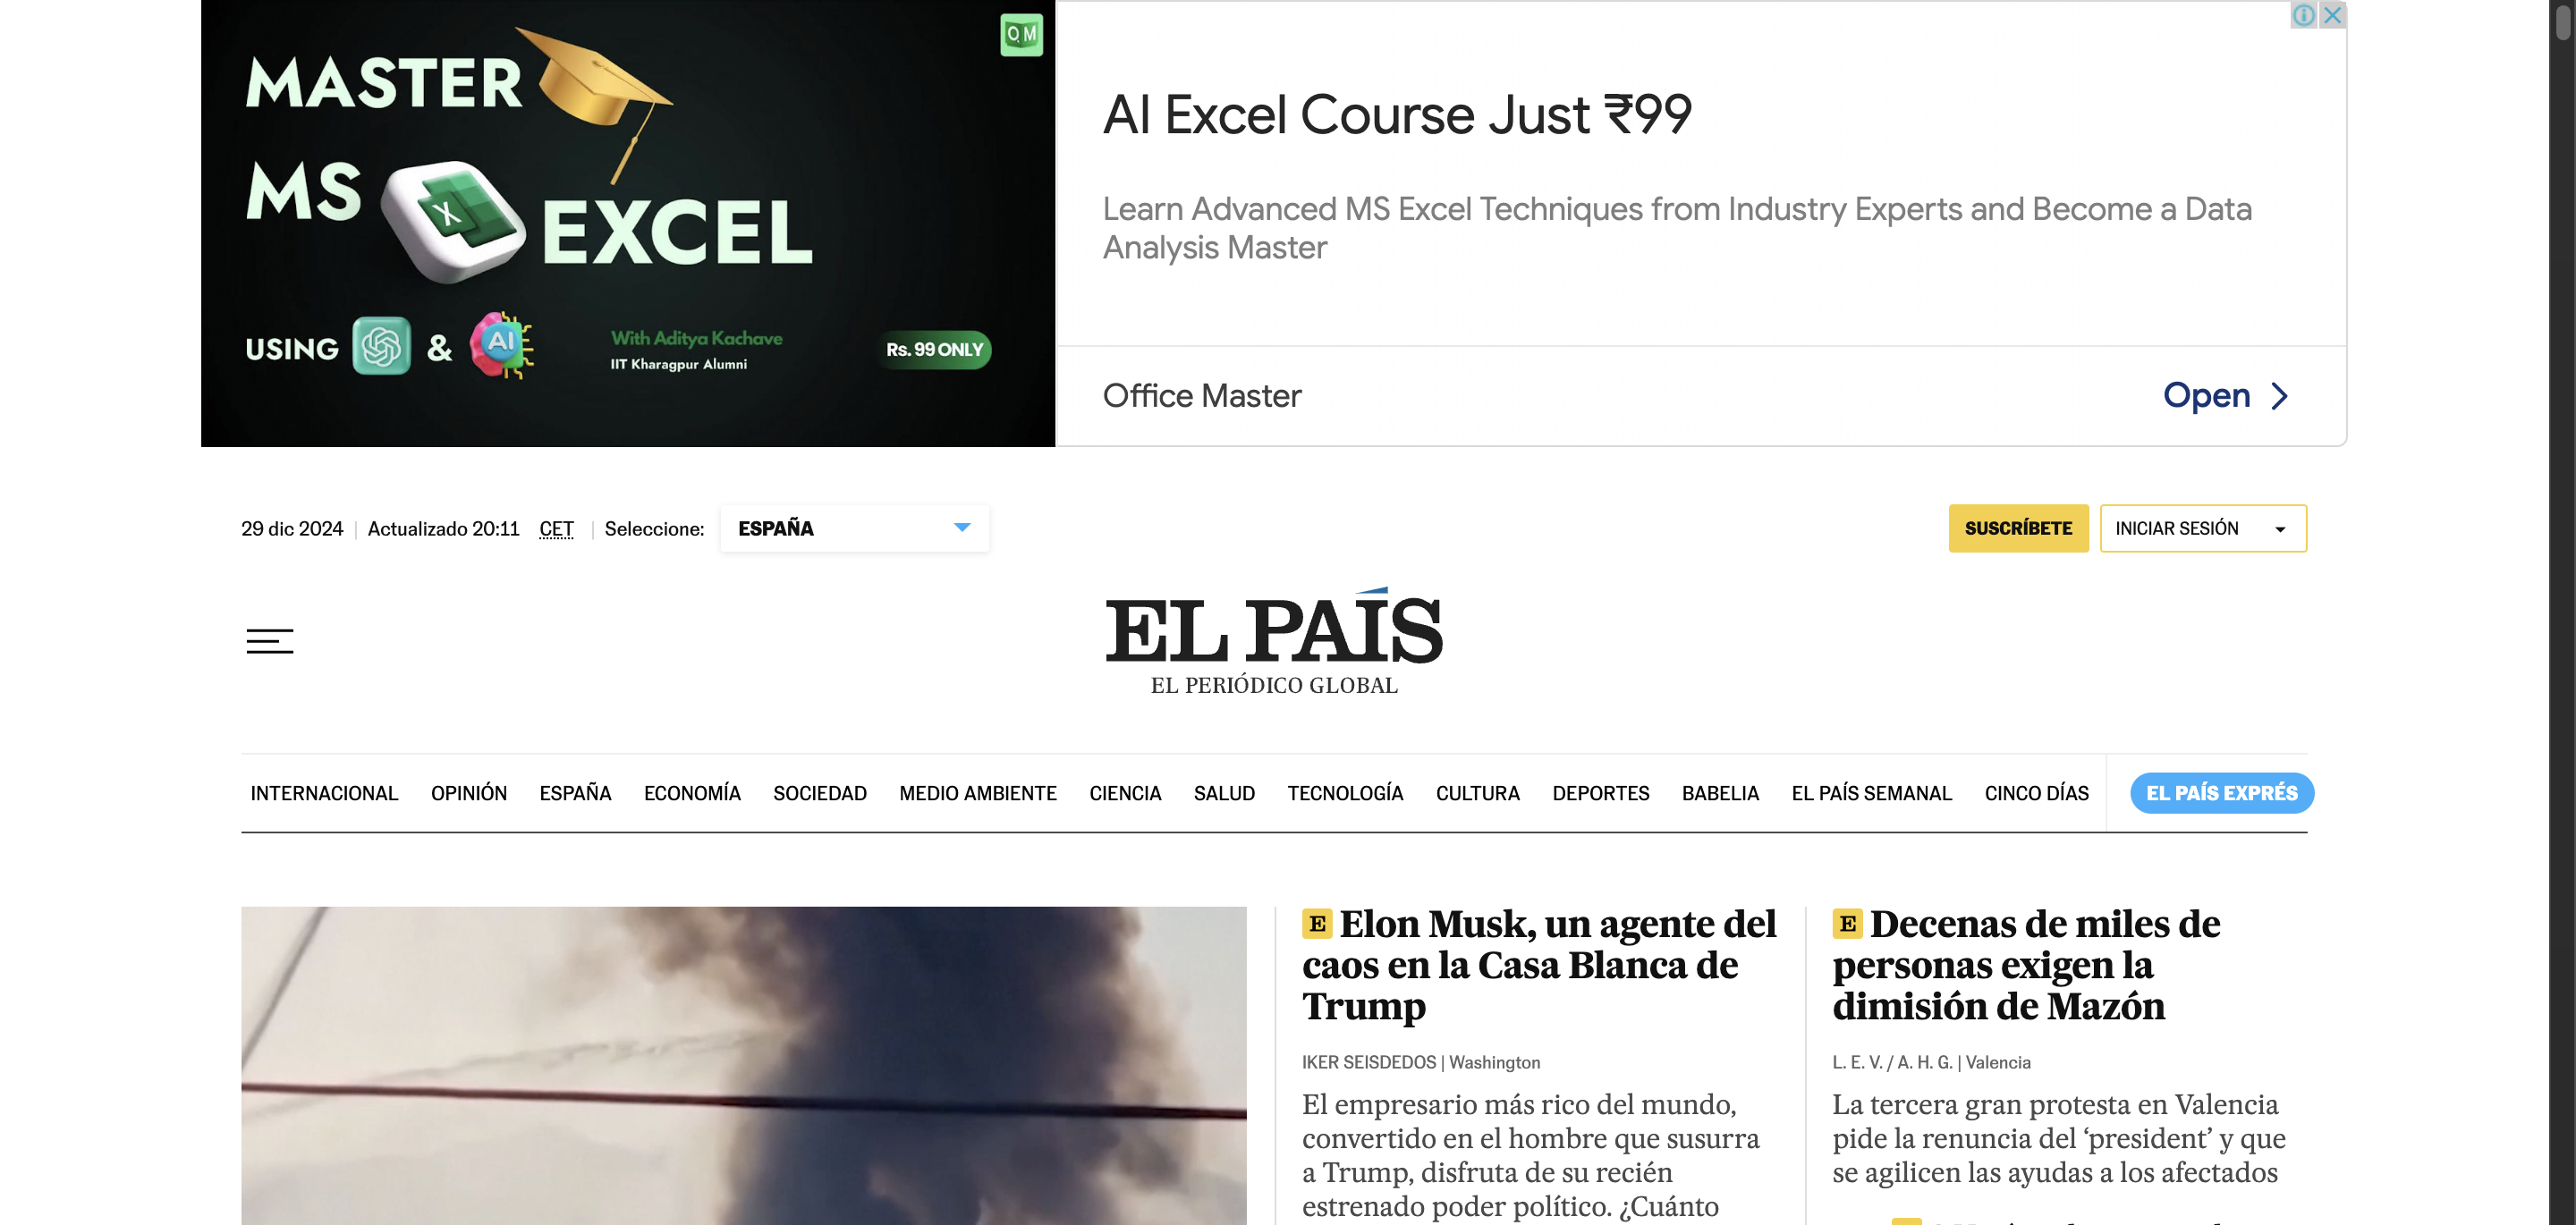 MASTER
MS EXCEL
USING & AI
With Aditya Kachave
IIT Kharagpur Alumni
Rs. 99 ONLY
QM
AI Excel Course Just ₹99
Learn Advanced MS Excel Techniques from Industry Experts and Become a Data
Analysis Master
Office Master
Open
29 dic 2024 | Actualizado 20:11 CET | Seleccione: ESPAÑA
SUSCRÍBETE
INICIAR SESIÓN
EL PAÍS
EL PERIÓDICO GLOBAL
INTERNACIONAL OPINIÓN ESPAÑA ECONOMÍA SOCIEDAD MEDIO AMBIENTE CIENCIA SALUD TECNOLOGÍA CULTURA DEPORTES BABELIA EL PAÍS SEMANAL CINCO DÍAS EL PAÍS EXPRÉS
E Elon Musk, un agente del
caos en la Casa Blanca de
Trump
IKER SEISDEDOS | Washington
El empresario más rico del mundo,
convertido en el hombre que susurra
a Trump, disfruta de su recién
estrenado poder político. ¿Cuánto
E Decenas de miles de
personas exigen la
dimisión de Mazón
L. E. V. / A. H. G. | Valencia
La tercera gran protesta en Valencia
pide la renuncia del ‘president’ y que
se agilicen las ayudas a los afectados